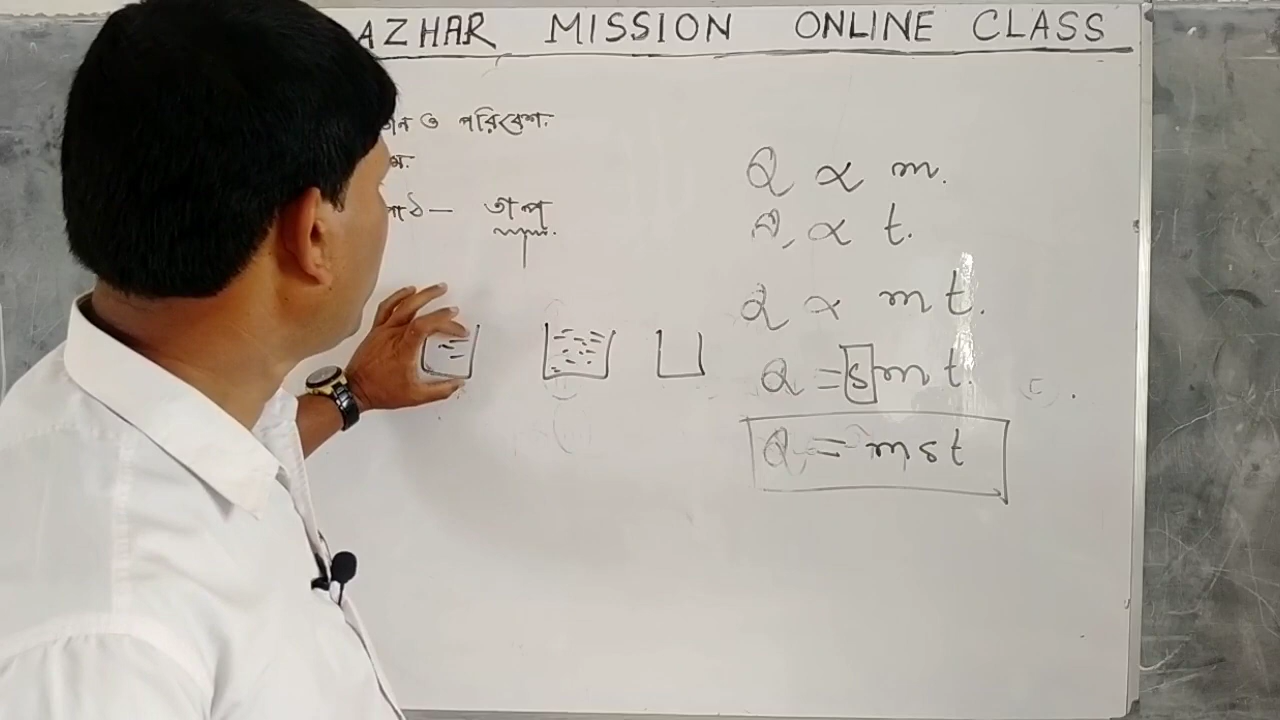 AZHAR MISSION ONLINE CLASS
ও পরিবেশ.
পাঠ — তাপ
Q ∝ m.
Q ∝ t.
Q ∝ m t.
Q = s m t.
Q = m s t